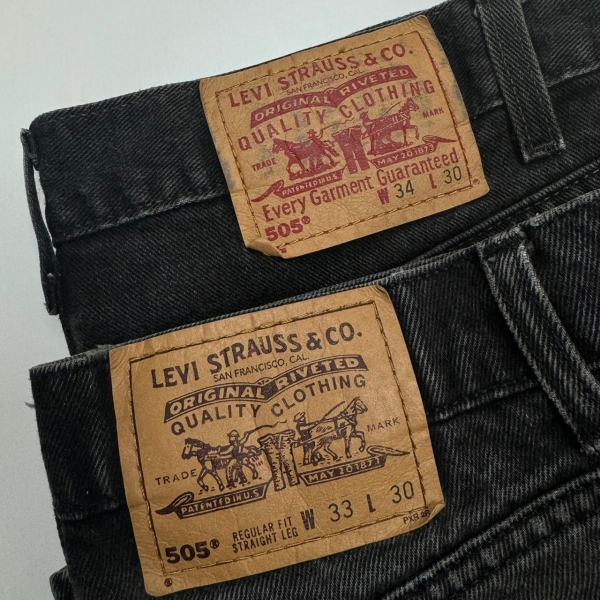 LEVI STRAUSS & CO.
SAN FRANCISCO, CAL.
ORIGINAL RIVETED
QUALITY CLOTHING
TRADE MARK
PATENTED IN U.S. MAY 20 1873
Every Garment Guaranteed
505® W 34 L 30
LEVI STRAUSS & CO.
SAN FRANCISCO, CAL.
ORIGINAL RIVETED
QUALITY CLOTHING
TRADE MARK
PATENTED IN U.S. MAY 20 1873
505® REGULAR FIT W 33 L 30
STRAIGHT LEG
®